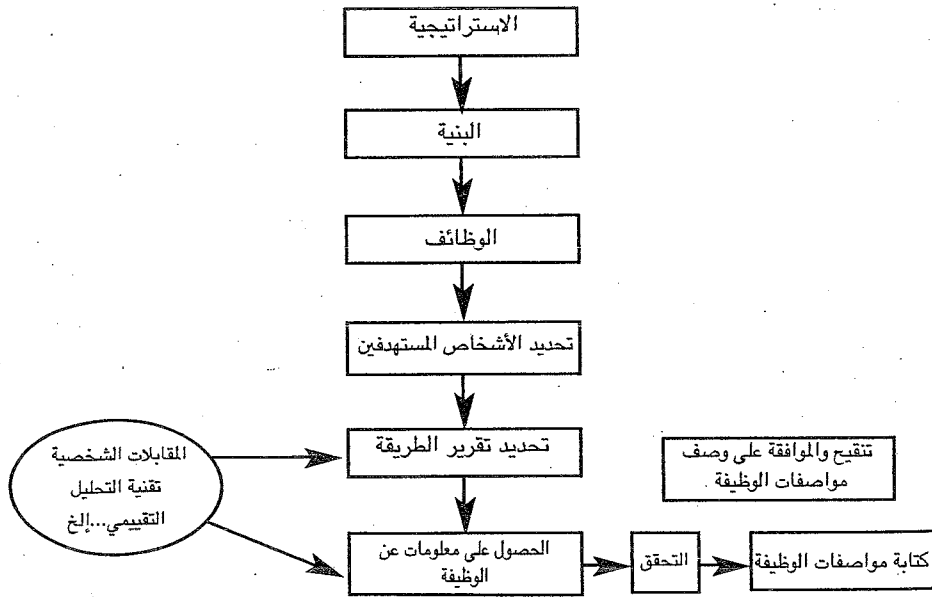 الاستراتيجية
البنية
الوظائف
تحديد الأشخاص المستهدفين
تحديد تقرير الطريقة
المقابلات الشخصية
تقنية التحليل
التقييمي...إلخ
تنقيح والموافقة على وصف
مواصفات الوظيفة
الحصول على معلومات عن
الوظيفة
التحقق
كتابة مواصفات الوظيفة